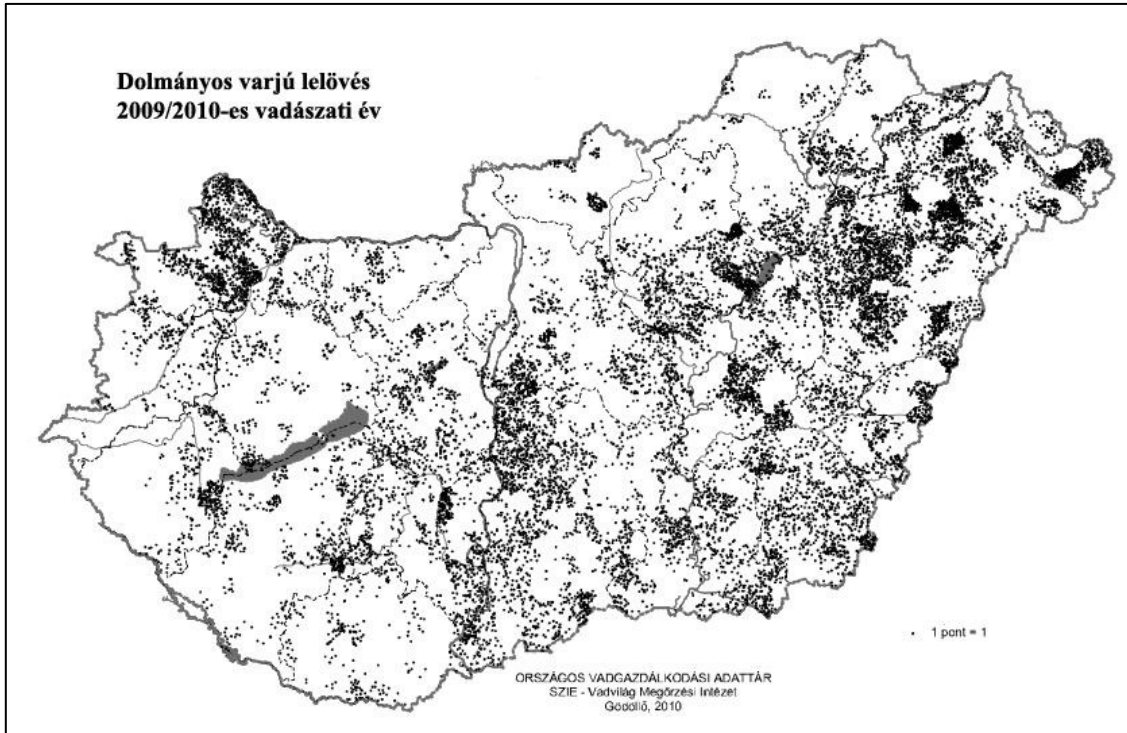 Dolmányos varjú lelövés
2009/2010-es vadászati év
1 pont = 1
ORSZÁGOS VADGAZDÁLKODÁSI ADATTÁR
SZIE - Vadvilág Megőrzési Intézet
Gödöllő, 2010